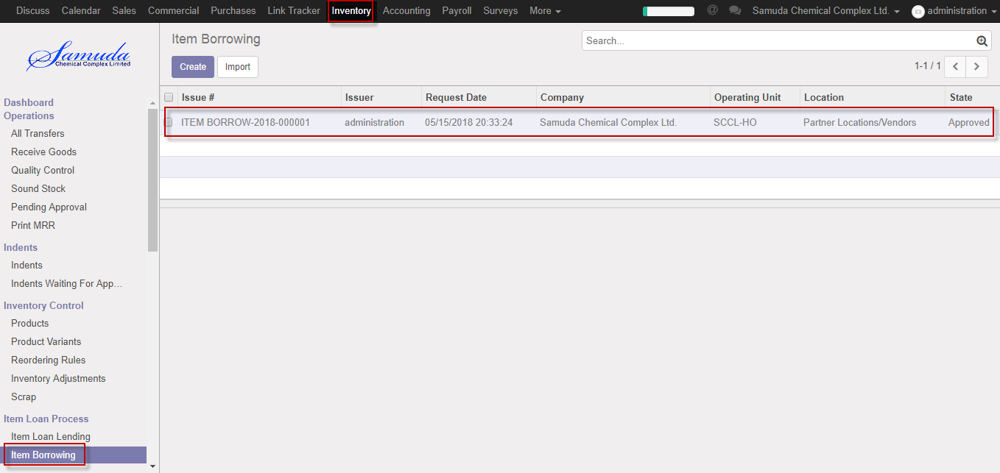 Discuss Calendar Sales Commercial Purchases Link Tracker Inventory Accounting Payroll Surveys More @ Samuda Chemical Complex Ltd. administration
Samuda
Chemical Complex Limited
Dashboard
Operations
All Transfers
Receive Goods
Quality Control
Sound Stock
Pending Approval
Print MRR
Indents
Indents
Indents Waiting For App...
Inventory Control
Products
Product Variants
Reordering Rules
Inventory Adjustments
Scrap
Item Loan Process
Item Loan Lending
Item Borrowing
Item Borrowing
Search...
Create Import
1-1 / 1
Issue # Issuer Request Date Company Operating Unit Location State
ITEM BORROW-2018-000001 administration 05/15/2018 20:33:24 Samuda Chemical Complex Ltd. SCCL-HO Partner Locations/Vendors Approved